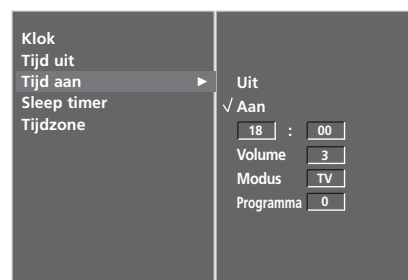 Klok
Tijd uit
Tijd aan ►
Sleep timer
Tijdzone
Uit
√ Aan
18 : 00
Volume 3
Modus TV
Programma 0